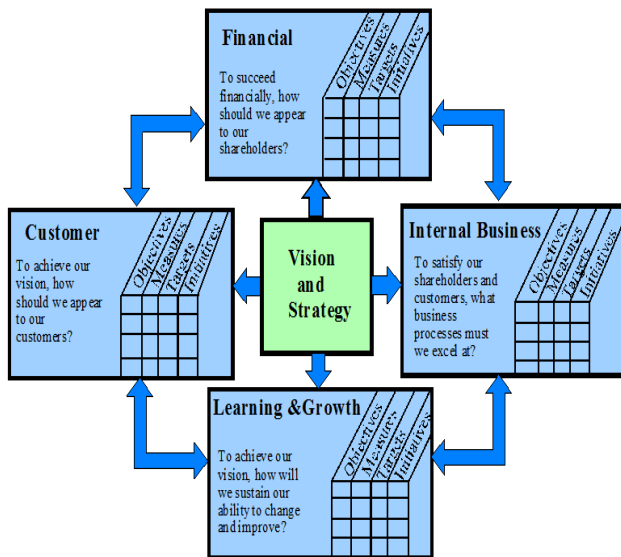 Financial
To succeed
financially, how
should we appear
to our
shareholders?
Objectives
Measures
Targets
Initiatives
Customer
To achieve our
vision, how
should we appear
to our
customers?
Objectives
Measures
Targets
Initiatives
Vision
and
Strategy
Internal Business
To satisfy our
shareholders and
customers, what
business
processes must
we excel at?
Objectives
Measures
Targets
Initiatives
Learning &Growth
To achieve our
vision, how will
we sustain our
ability to change
and improve?
Objectives
Measures
Targets
Initiatives